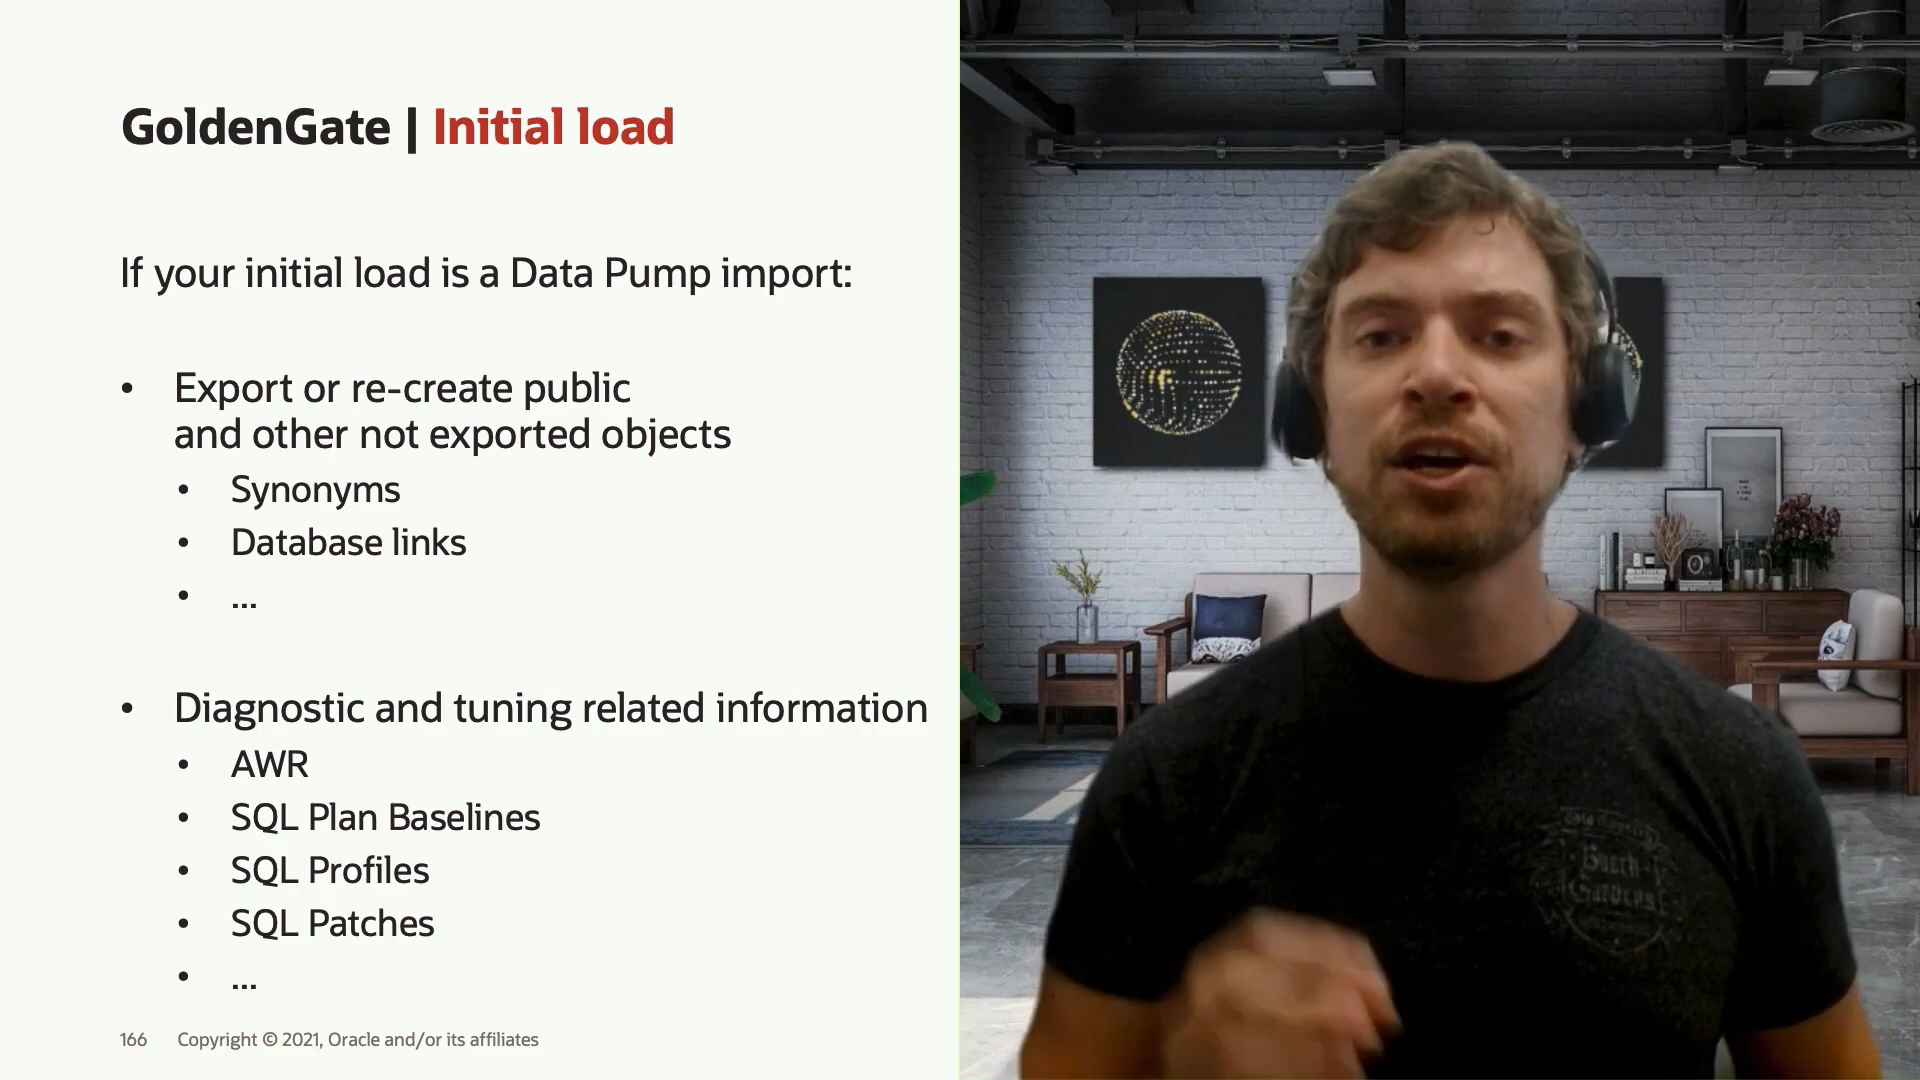 GoldenGate | Initial load
If your initial load is a Data Pump import:
• Export or re-create public
and other not exported objects
• Synonyms
• Database links
• ...
• Diagnostic and tuning related information
• AWR
• SQL Plan Baselines
• SQL Profiles
• SQL Patches
• ...
166 Copyright © 2021, Oracle and/or its affiliates
Busch
Gardens